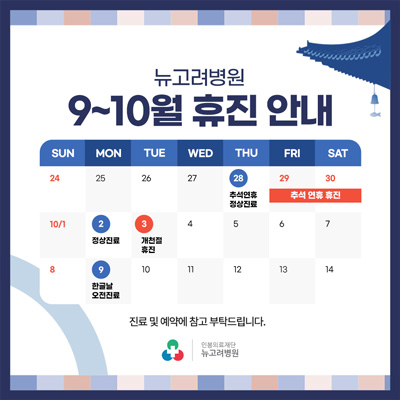 뉴고려병원
9~10월 휴진 안내
SUN MON TUE WED THU FRI SAT
24 25 26 27 28 29 30
추석연휴
정상진료
추석 연휴 휴진
10/1 2 3 4 5 6 7
정상진료
개천절
휴진
8 9 10 11 12 13 14
한글날
오전진료
진료 및 예약에 참고 부탁드립니다.
인봉의료재단
뉴고려병원